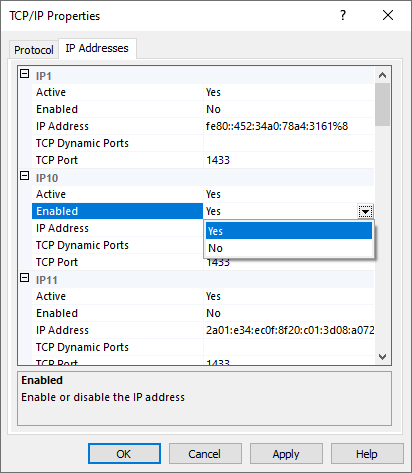 TCP/IP Properties ?
Protocol IP Addresses
IP1
Active Yes
Enabled No
IP Address fe80::452:34a0:78a4:3161%8
TCP Dynamic Ports
TCP Port 1433
IP10
Active Yes
Enabled Yes
IP Address Yes
TCP Dynamic Ports No
TCP Port 1433
IP11
Active Yes
Enabled No
IP Address 2a01:e34:ec0f:8f20:c01:3d08:a072
TCP Dynamic Ports
TCP Port 1433
Enabled
Enable or disable the IP address
OK Cancel Apply Help